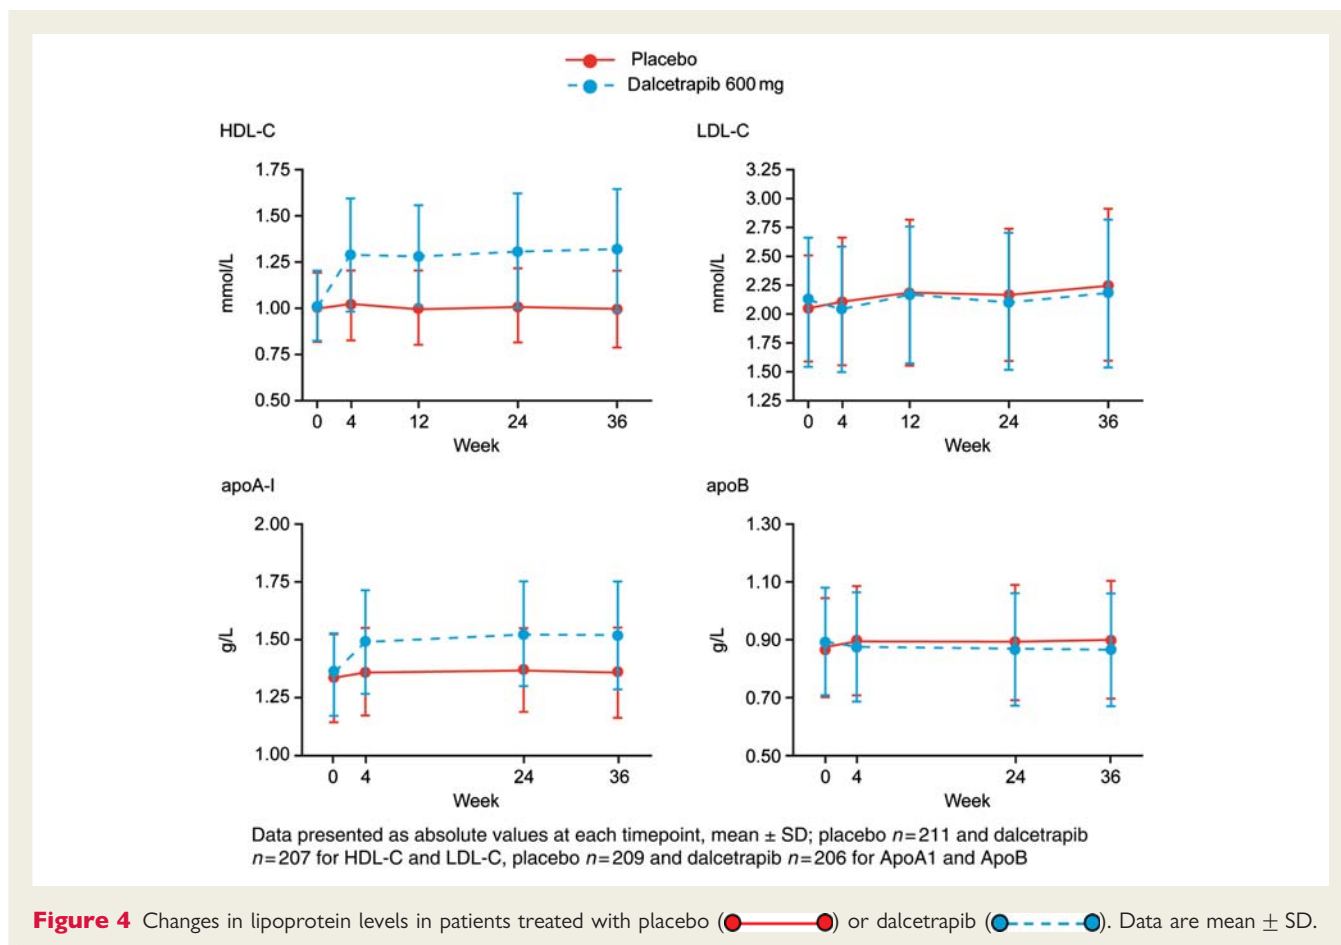 Placebo
Dalcetrapib 600 mg
HDL-C
1.75
1.50
1.25
1.00
0.75
0.50
mmol/L
0 4 12 24 36
Week
LDL-C
3.25
3.00
2.75
2.50
2.25
2.00
1.75
1.50
1.25
mmol/L
0 4 12 24 36
Week
apoA-I
2.00
1.75
1.50
1.25
1.00
g/L
0 4 24 36
Week
apoB
1.30
1.10
0.90
0.70
0.50
g/L
0 4 24 36
Week
Data presented as absolute values at each timepoint, mean ± SD; placebo n=211 and dalcetrapib
n=207 for HDL-C and LDL-C, placebo n=209 and dalcetrapib n=206 for ApoA1 and ApoB
Figure 4 Changes in lipoprotein levels in patients treated with placebo () or dalcetrapib (). Data are mean ± SD.